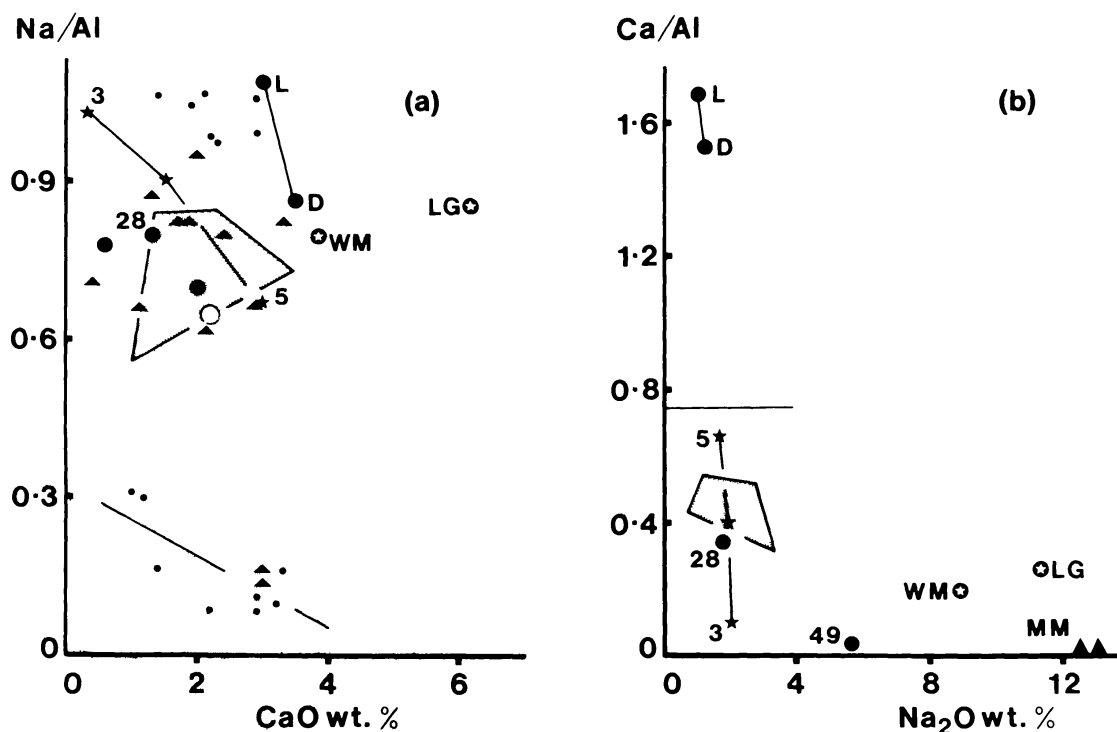 Na/Al
(a)
3
L
0·9
D
LG
28
WM
5
0·6
0·3
0
0 2 4 6
CaO wt. %
Ca/Al
(b)
L
1·6
D
1·2
0·8
5
0·4
28
WM
LG
3
49
MM
0
0 4 8 12
Na₂O wt. %